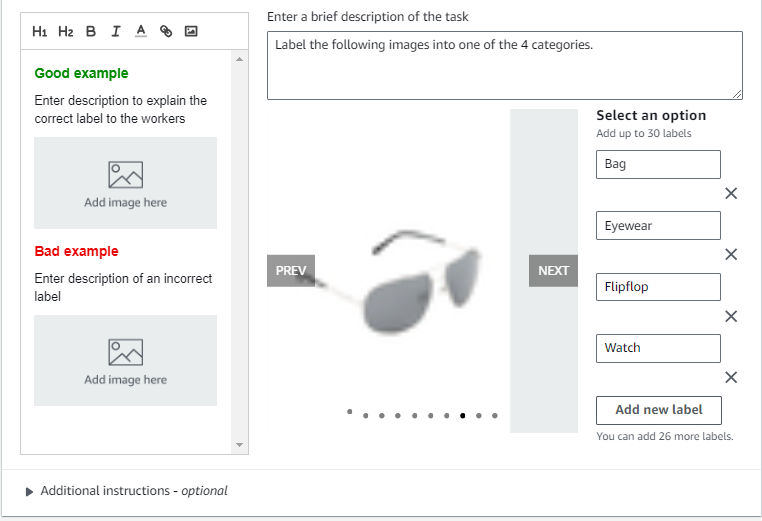 H1 H2 B I A
Good example
Enter description to explain the
correct label to the workers
Add image here
Bad example
Enter description of an incorrect
label
Add image here
Enter a brief description of the task
Label the following images into one of the 4 categories.
PREV
NEXT
Select an option
Add up to 30 labels
Bag
Eyewear
Flipflop
Watch
Add new label
You can add 26 more labels.
Additional instructions - optional